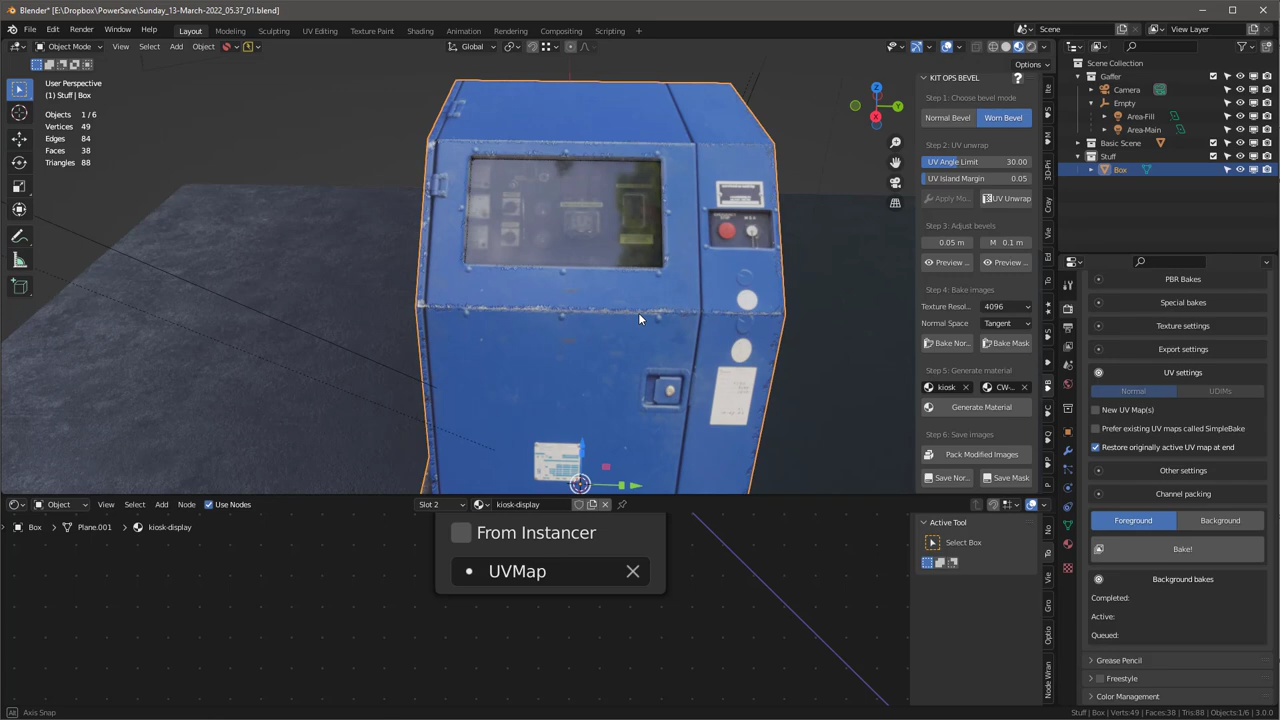 Blender* [E:\Dropbox\PowerSave\Sunday_13-March-2022_05.37_01.blend]
File Edit Render Window Help Layout Modeling Sculpting UV Editing Texture Paint Shading Animation Rendering Compositing Scripting + Scene View Layer
Object Mode View Select Add Object Global
Options
User Perspective
(1) Stuff | Box
Objects 1 / 6
Vertices 49
Edges 84
Faces 38
Triangles 88
Z
Y
X
KIT OPS BEVEL
Step 1: Choose bevel mode
Normal Bevel Worn Bevel
Step 2: UV unwrap
UV Angle Limit 30.00
UV Island Margin 0.05
Apply Mo... UV Unwrap
Step 3: Adjust bevels
0.05 m M 0.1 m
Preview ... Preview ...
Step 4: Bake images
Texture Resol... 4096
Normal Space Tangent
Bake Nor... Bake Mask
Step 5: Generate material
kiosk CW-...
Generate Material
Step 6: Save images
Pack Modified Images
Save Nor... Save Mask
Scene Collection
Gaffer
Camera
Empty
Area-Fill
Area-Main
Basic Scene
Stuff
Box
PBR Bakes
Special bakes
Texture settings
Export settings
UV settings
Normal UDIMs
New UV Map(s)
Prefer existing UV maps called SimpleBake
Restore originally active UV map at end
Other settings
Channel packing
Foreground Background
Bake!
Background bakes
Completed:
Active:
Queued:
Grease Pencil
Freestyle
Color Management
Object View Select Add Node Use Nodes Slot 2 kiosk-display
Box Plane.001 kiosk-display
From Instancer
UVMap
Active Tool
Select Box
No
To
Vie
Gro
Optio
Node Wran
Axis Snap
Stuff | Box | Verts:49 | Faces:38 | Tris:88 | Objects:1/6 | 3.0.0